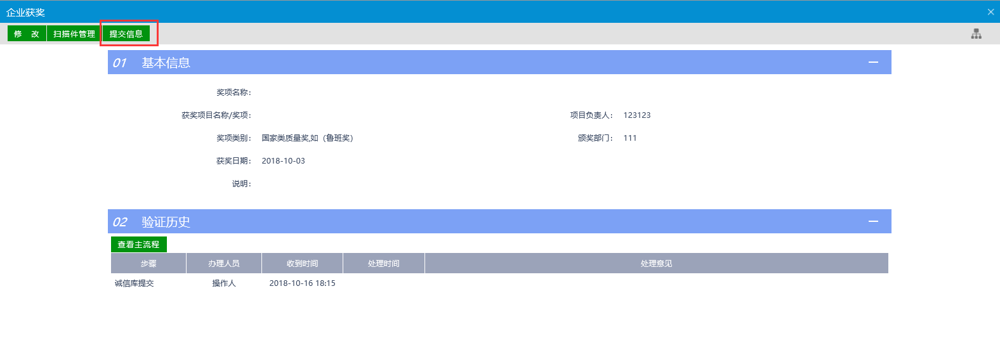 企业获奖
修 改 扫描件管理 提交信息
01 基本信息
奖项名称：
获奖项目名称/奖项： 项目负责人： 123123
奖项类别： 国家类质量奖,如（鲁班奖） 颁奖部门： 111
获奖日期： 2018-10-03
说明：
02 验证历史
查看主流程
步骤 办理人员 收到时间 处理时间 处理意见
诚信库提交 操作人 2018-10-16 18:15